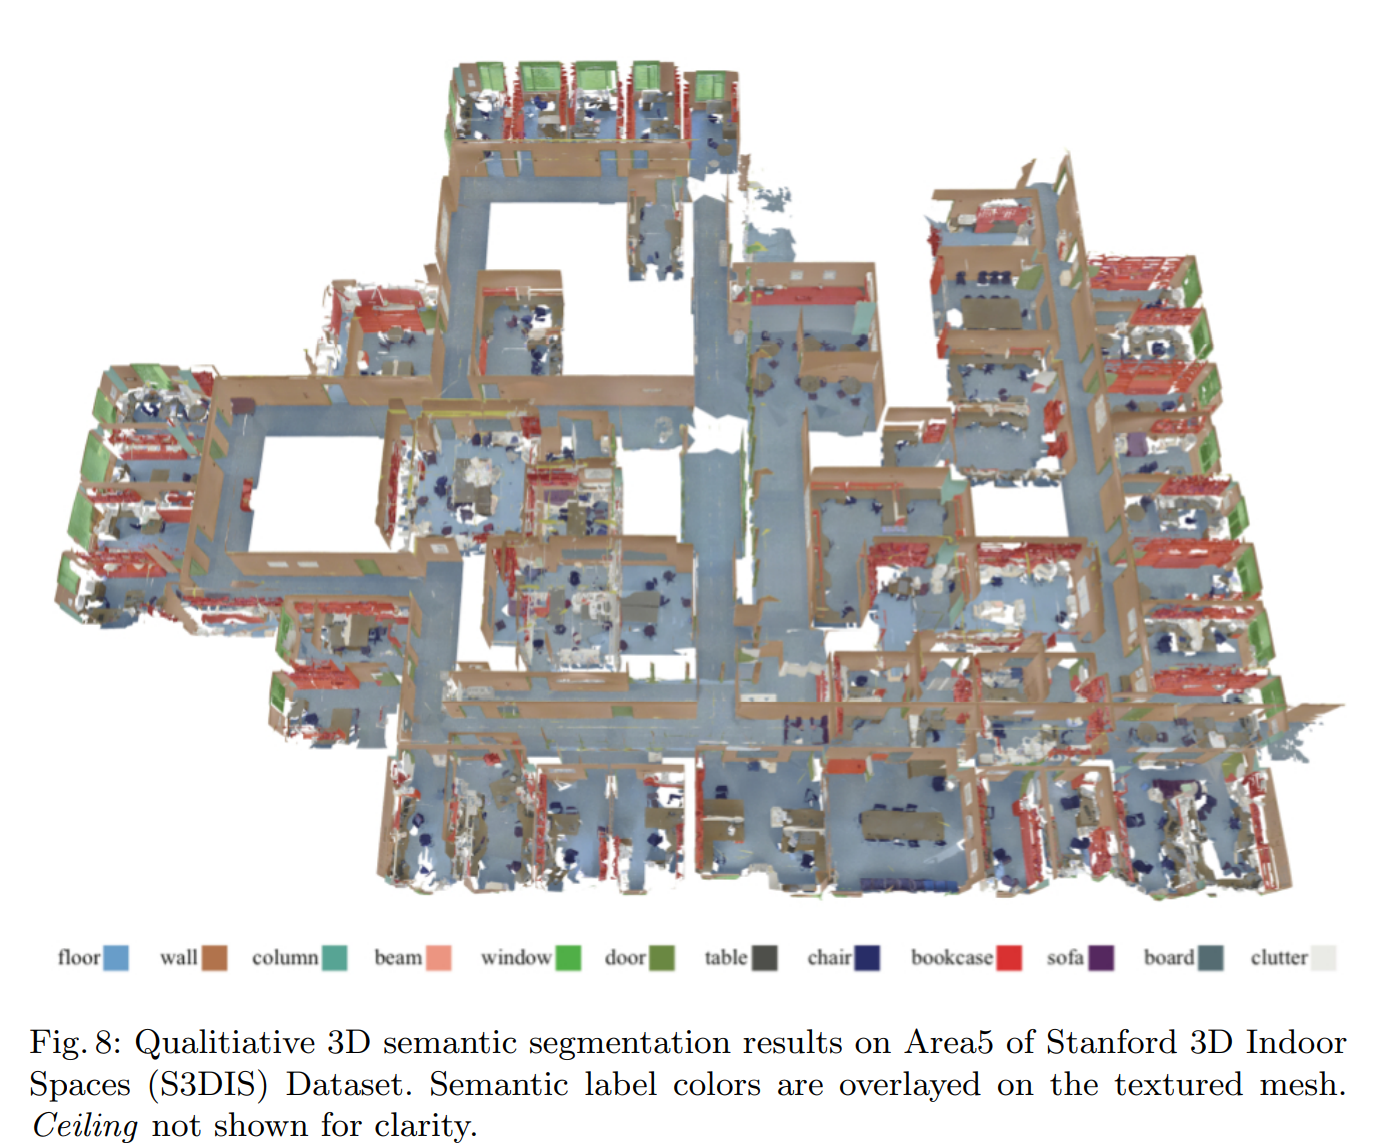 floor wall column beam window door table chair bookcase sofa board clutter
Fig. 8: Qualitiative 3D semantic segmentation results on Area5 of Stanford 3D Indoor
Spaces (S3DIS) Dataset. Semantic label colors are overlayed on the textured mesh.
Ceiling not shown for clarity.